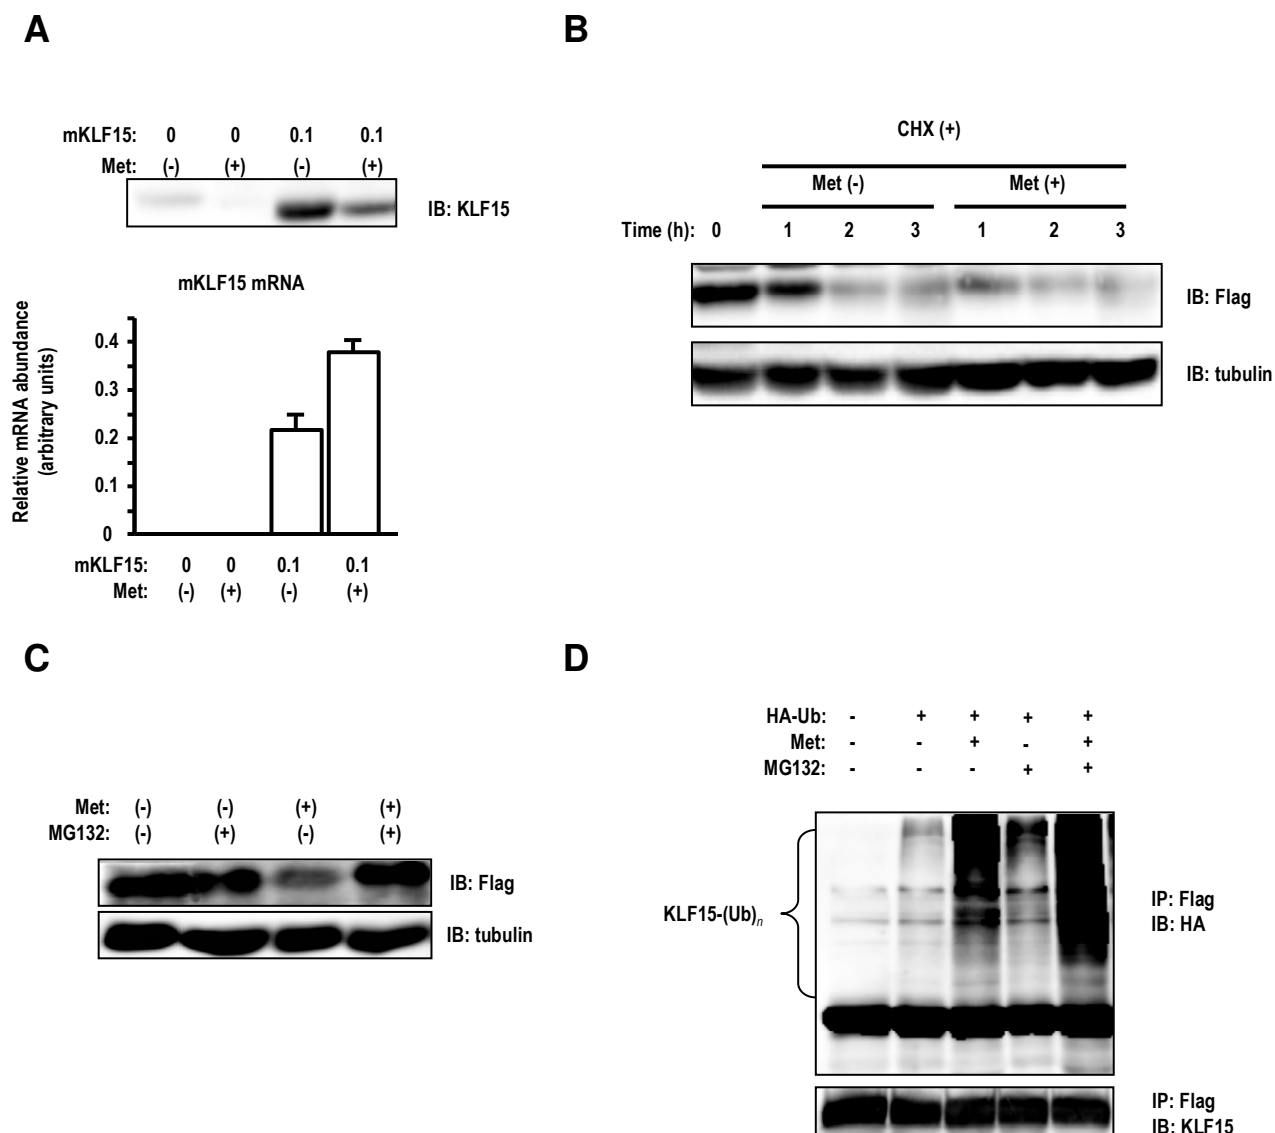 A
mKLF15: 0 0 0.1 0.1
Met: (-) (+) (-) (+)
IB: KLF15
mKLF15 mRNA
Relative mRNA abundance
(arbitrary units)
0.4
0.3
0.2
0.1
0
mKLF15: 0 0 0.1 0.1
Met: (-) (+) (-) (+)
B
CHX (+)
Met (-) Met (+)
Time (h): 0 1 2 3 1 2 3
IB: Flag
IB: tubulin
C
Met: (-) (-) (+) (+)
MG132: (-) (+) (-) (+)
IB: Flag
IB: tubulin
D
HA-Ub: - + + + +
Met: - - + - +
MG132: - - - + +
KLF15-(Ub)n
IP: Flag
IB: HA
IP: Flag
IB: KLF15